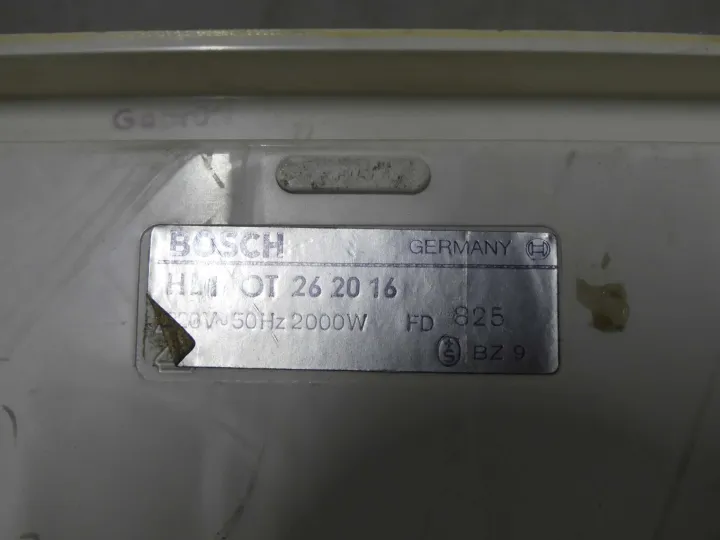 BOSCH GERMANY
OT 26 20 16
V~50Hz 2000W FD 825
BZ 9